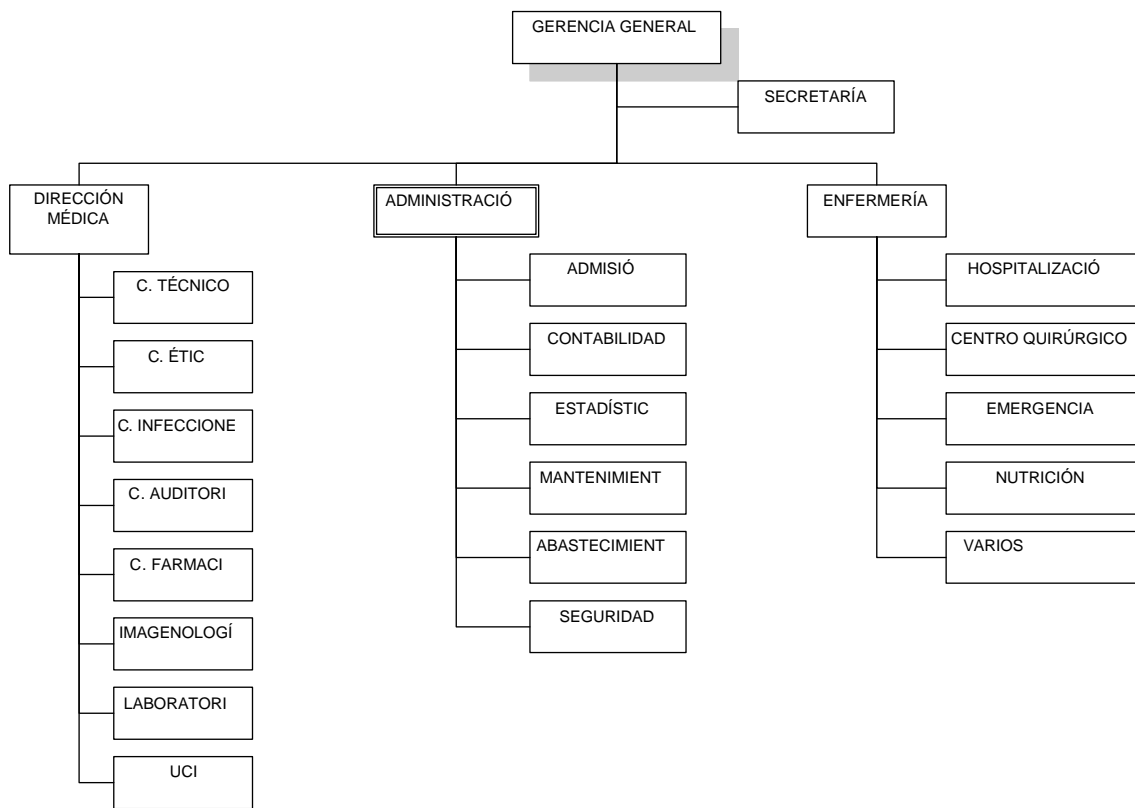 GERENCIA GENERAL
SECRETARÍA
DIRECCIÓN
MÉDICA
ADMINISTRACIÓ
ENFERMERÍA
C. TÉCNICO
C. ÉTIC
C. INFECCIONE
C. AUDITORI
C. FARMACI
IMAGENOLOGÍ
LABORATORI
UCI
ADMISIÓ
CONTABILIDAD
ESTADÍSTIC
MANTENIMIENT
ABASTECIMIENT
SEGURIDAD
HOSPITALIZACIÓ
CENTRO QUIRÚRGICO
EMERGENCIA
NUTRICIÓN
VARIOS